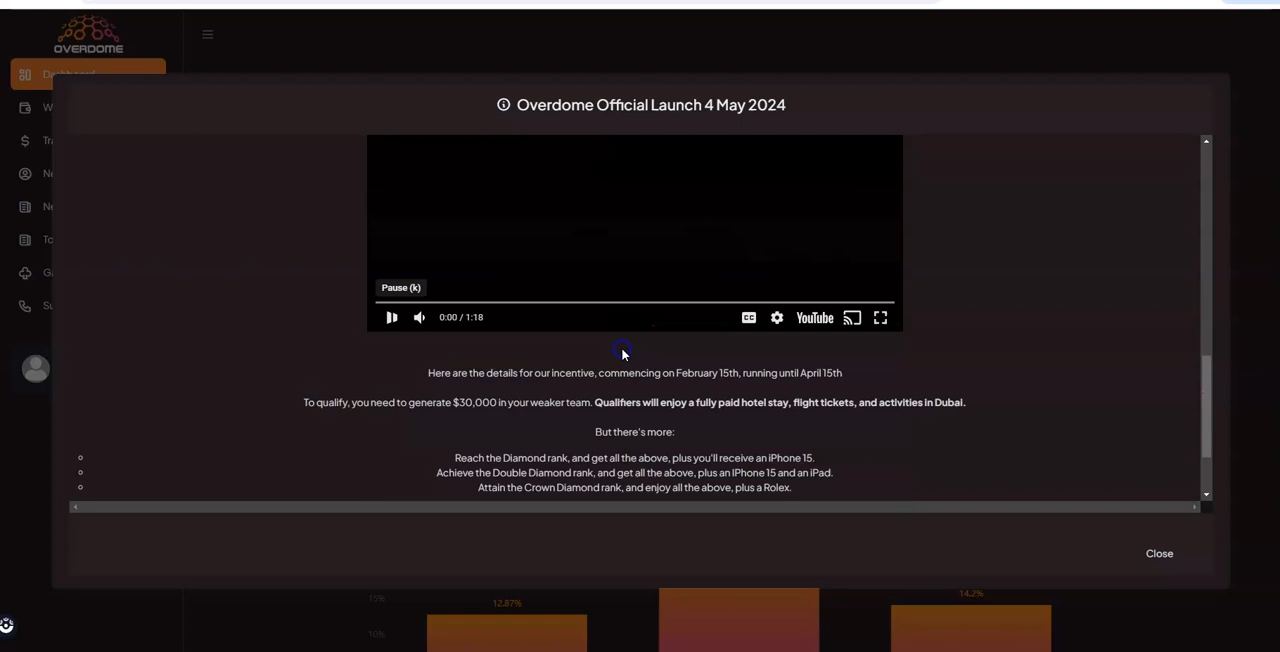 OVERDOME
Dashboard
Overdome Official Launch 4 May 2024
Pause (k)
0:00 / 1:18
CC
YouTube
Here are the details for our incentive, commencing on February 15th, running until April 15th
To qualify, you need to generate $30,000 in your weaker team. Qualifiers will enjoy a fully paid hotel stay, flight tickets, and activities in Dubai.
But there's more:
Reach the Diamond rank, and get all the above, plus you'll receive an iPhone 15.
Achieve the Double Diamond rank, and get all the above, plus an IPhone 15 and an iPad.
Attain the Crown Diamond rank, and enjoy all the above, plus a Rolex.
Close
15%
12.87%
14.2%
10%